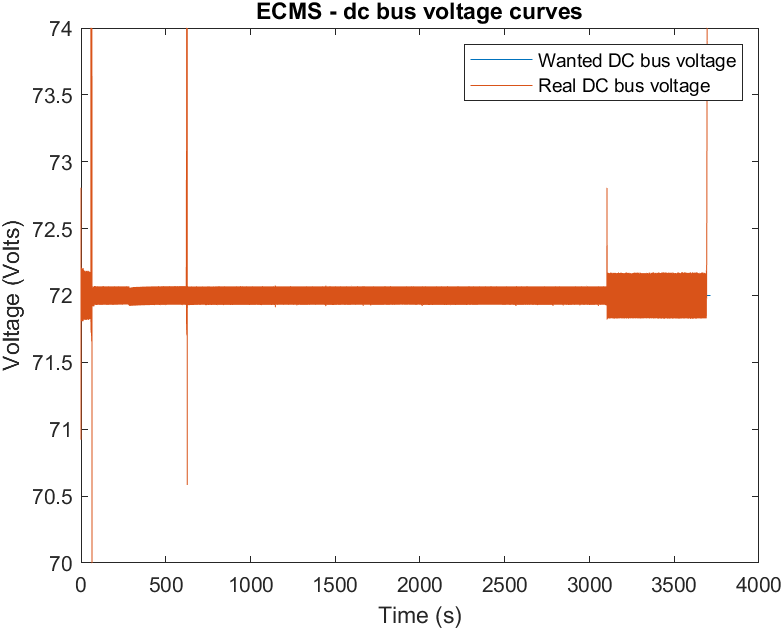 ECMS - dc bus voltage curves
Wanted DC bus voltage
Real DC bus voltage
Voltage (Volts)
74
73.5
73
72.5
72
71.5
71
70.5
70
0 500 1000 1500 2000 2500 3000 3500 4000
Time (s)